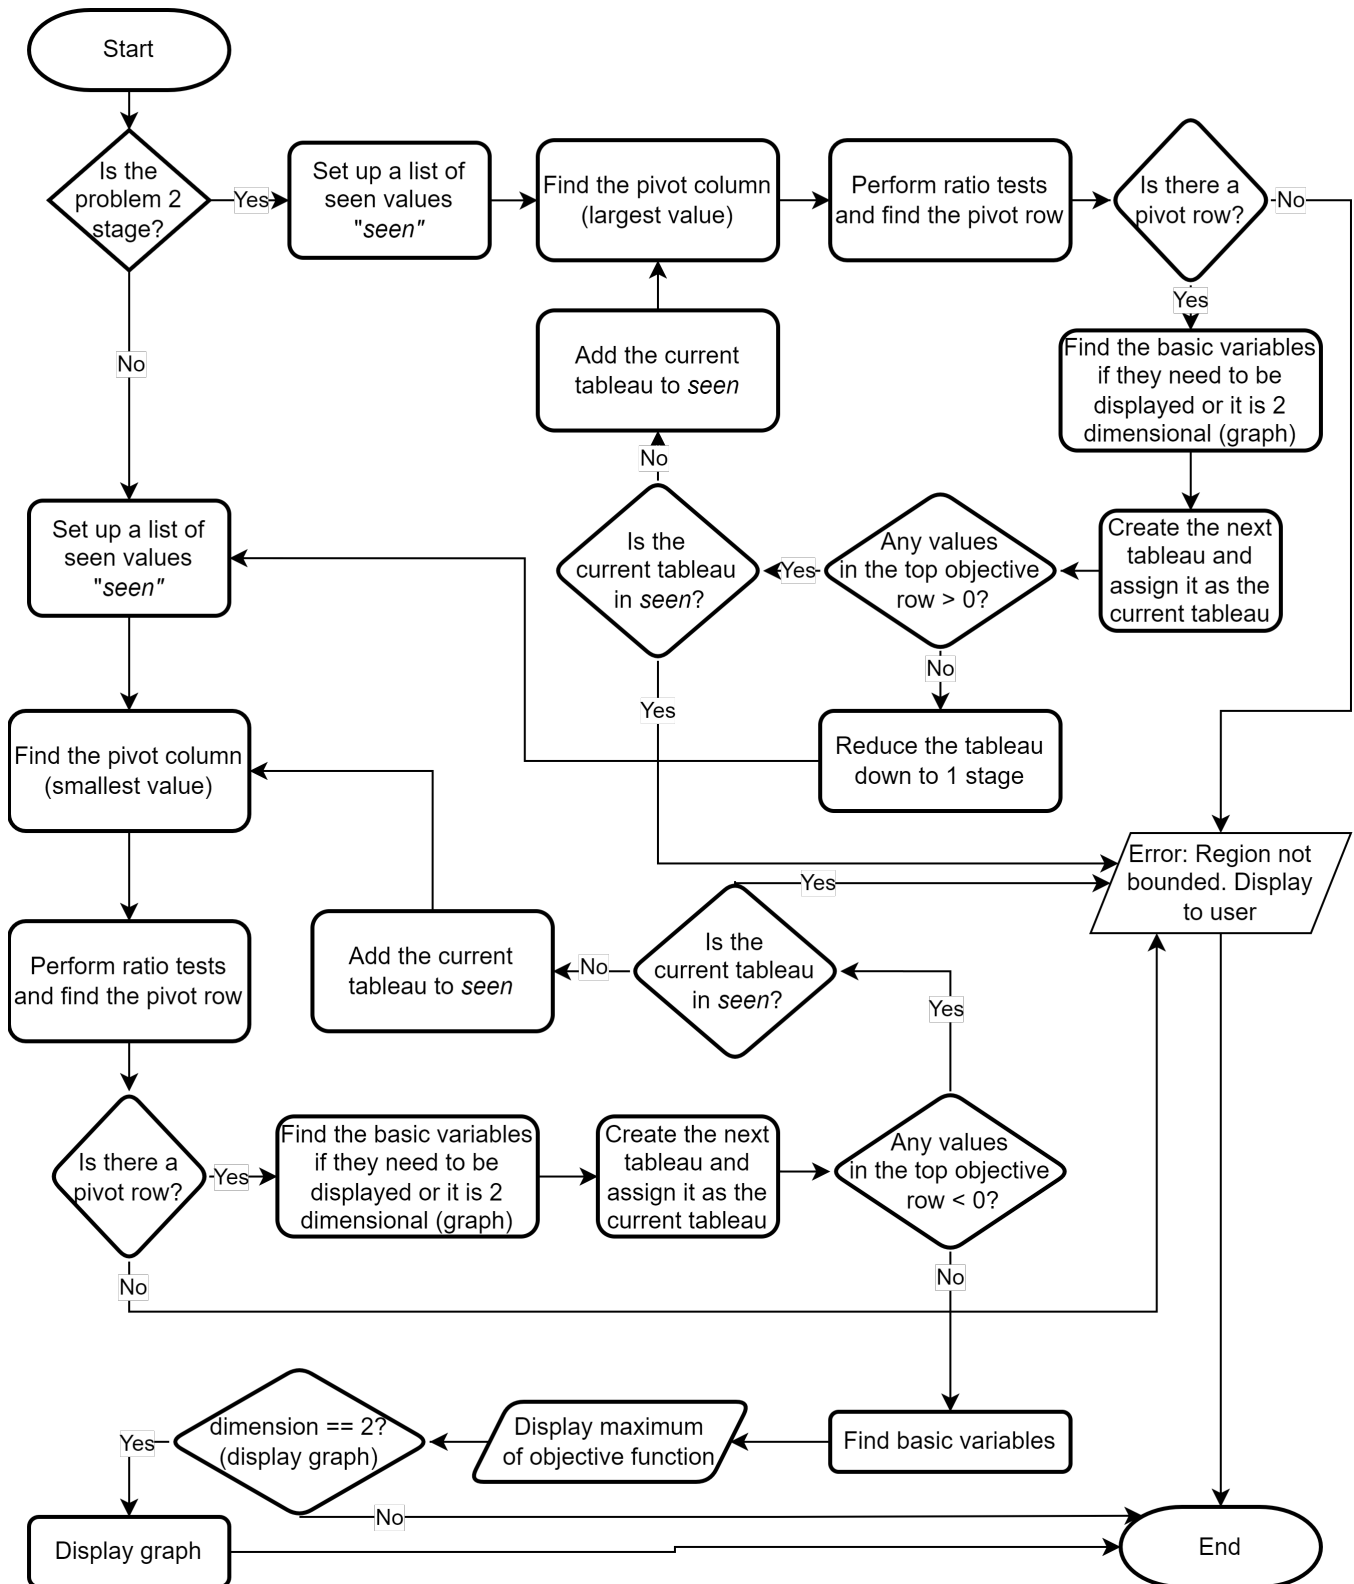 Start
Is the
problem 2
stage?
Yes
Set up a list of
seen values
"seen"
Find the pivot column
(largest value)
Perform ratio tests
and find the pivot row
Is there a
pivot row?
No
Yes
Find the basic variables
if they need to be
displayed or it is 2
dimensional (graph)
Add the current
tableau to seen
No
No
Create the next
tableau and
assign it as the
current tableau
Any values
in the top objective
row > 0?
Yes
Is the
current tableau
in seen?
Set up a list of
seen values
"seen"
No
Yes
Reduce the tableau
down to 1 stage
Find the pivot column
(smallest value)
Error: Region not
bounded. Display
to user
Yes
Is the
current tableau
in seen?
No
Add the current
tableau to seen
Perform ratio tests
and find the pivot row
Yes
Is there a
pivot row?
Yes
Find the basic variables
if they need to be
displayed or it is 2
dimensional (graph)
Create the next
tableau and
assign it as the
current tableau
Any values
in the top objective
row < 0?
No
No
Find basic variables
Display maximum
of objective function
dimension == 2?
(display graph)
Yes
No
Display graph
End